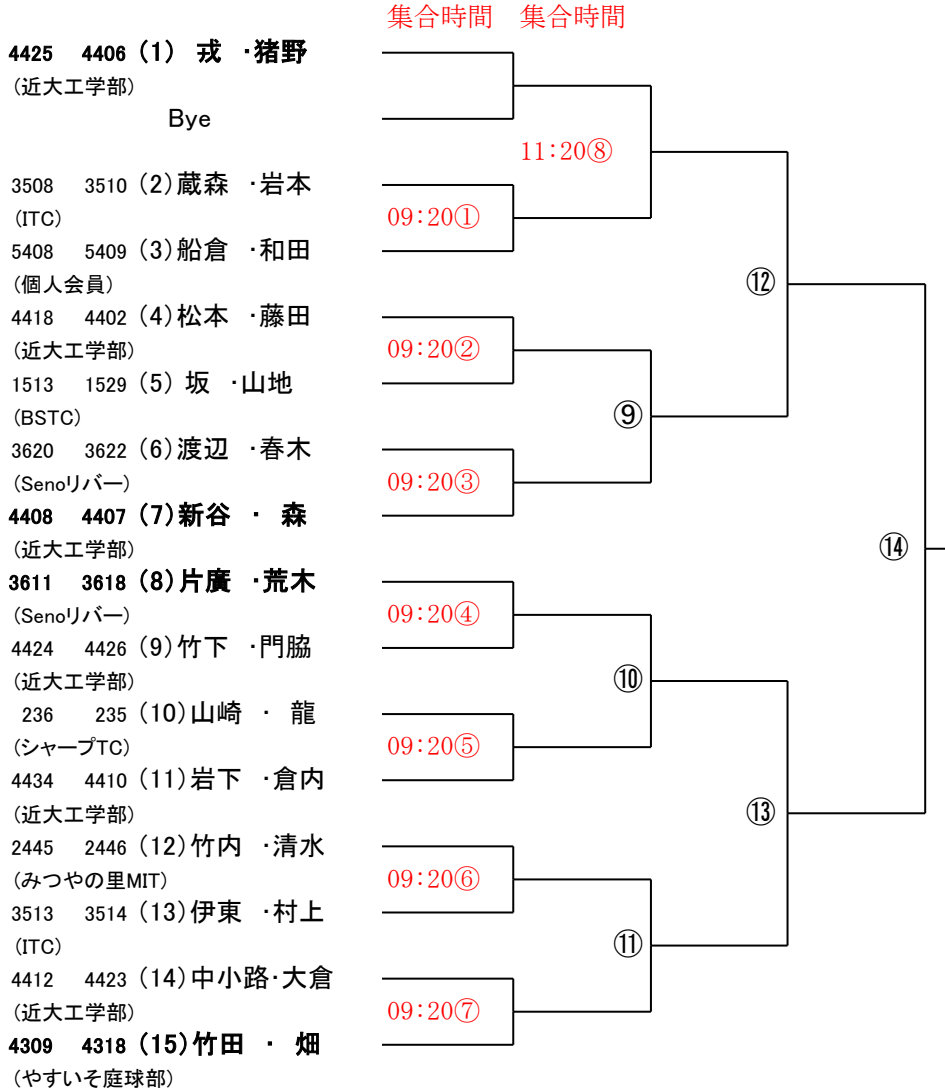 集合時間 集合時間
4425 4406 (1) 戎 ・猪野
(近大工学部)
Bye
11:20⑧
3508 3510 (2)蔵森 ・岩本
(ITC)
09:20①
5408 5409 (3)船倉 ・和田
(個人会員)
⑫
4418 4402 (4)松本 ・藤田
(近大工学部)
09:20②
1513 1529 (5) 坂 ・山地
(BSTC)
⑨
3620 3622 (6)渡辺 ・春木
(Senoリバー)
09:20③
4408 4407 (7)新谷 ・ 森
(近大工学部)
⑭
3611 3618 (8)片廣 ・荒木
(Senoリバー)
09:20④
4424 4426 (9)竹下 ・門脇
(近大工学部)
⑩
236 235 (10)山崎 ・ 龍
(シャープTC)
09:20⑤
4434 4410 (11)岩下 ・倉内
(近大工学部)
⑬
2445 2446 (12)竹内 ・清水
(みつやの里MIT)
09:20⑥
3513 3514 (13)伊東 ・村上
(ITC)
⑪
4412 4423 (14)中小路・大倉
(近大工学部)
09:20⑦
4309 4318 (15)竹田 ・ 畑
(やすいそ庭球部)